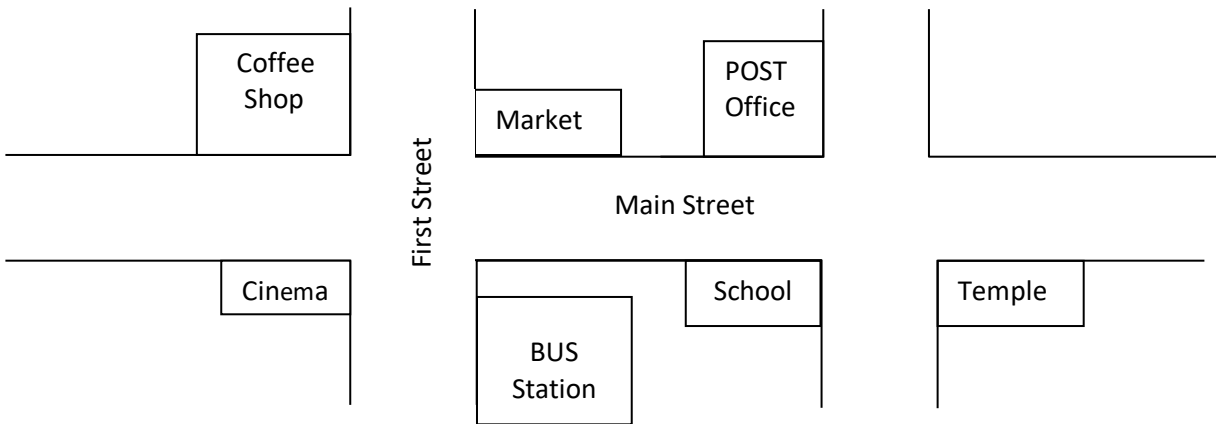 Coffee
Shop
POST
Office
Market
First Street
Main Street
Cinema
School
Temple
BUS
Station